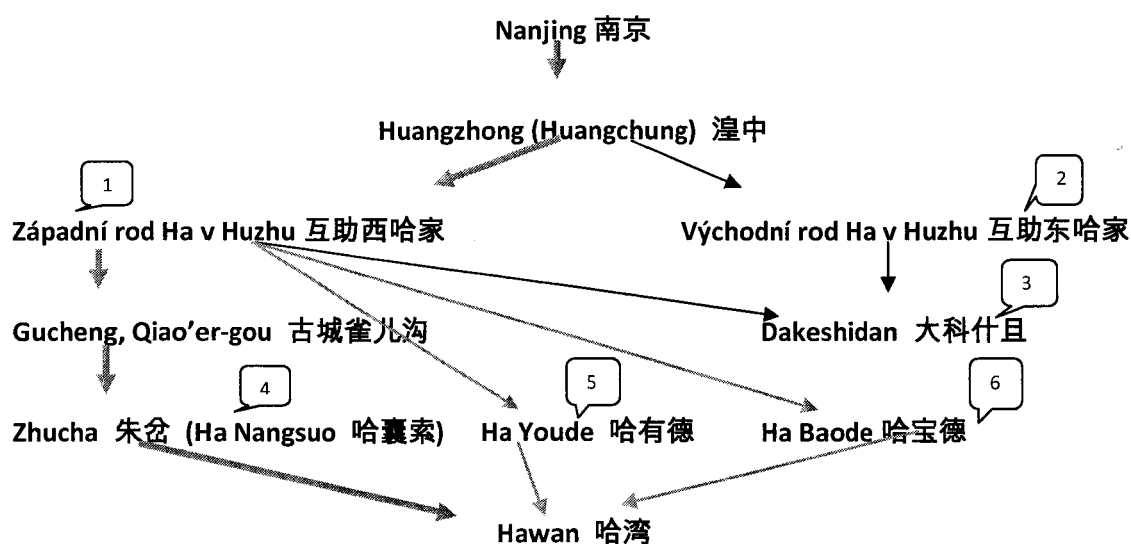 Nanjing 南京
Huangzhong (Huangchung) 湟中
1
2
Západní rod Ha v Huzhu 互助西哈家
Východní rod Ha v Huzhu 互助东哈家
3
Gucheng, Qiao’er-gou 古城雀儿沟
Dakeshidan 大科什且
4
5
6
Zhucha 朱岔 (Ha Nangsuo 哈囊索)
Ha Youde 哈有德
Ha Baode 哈宝德
Hawan 哈湾